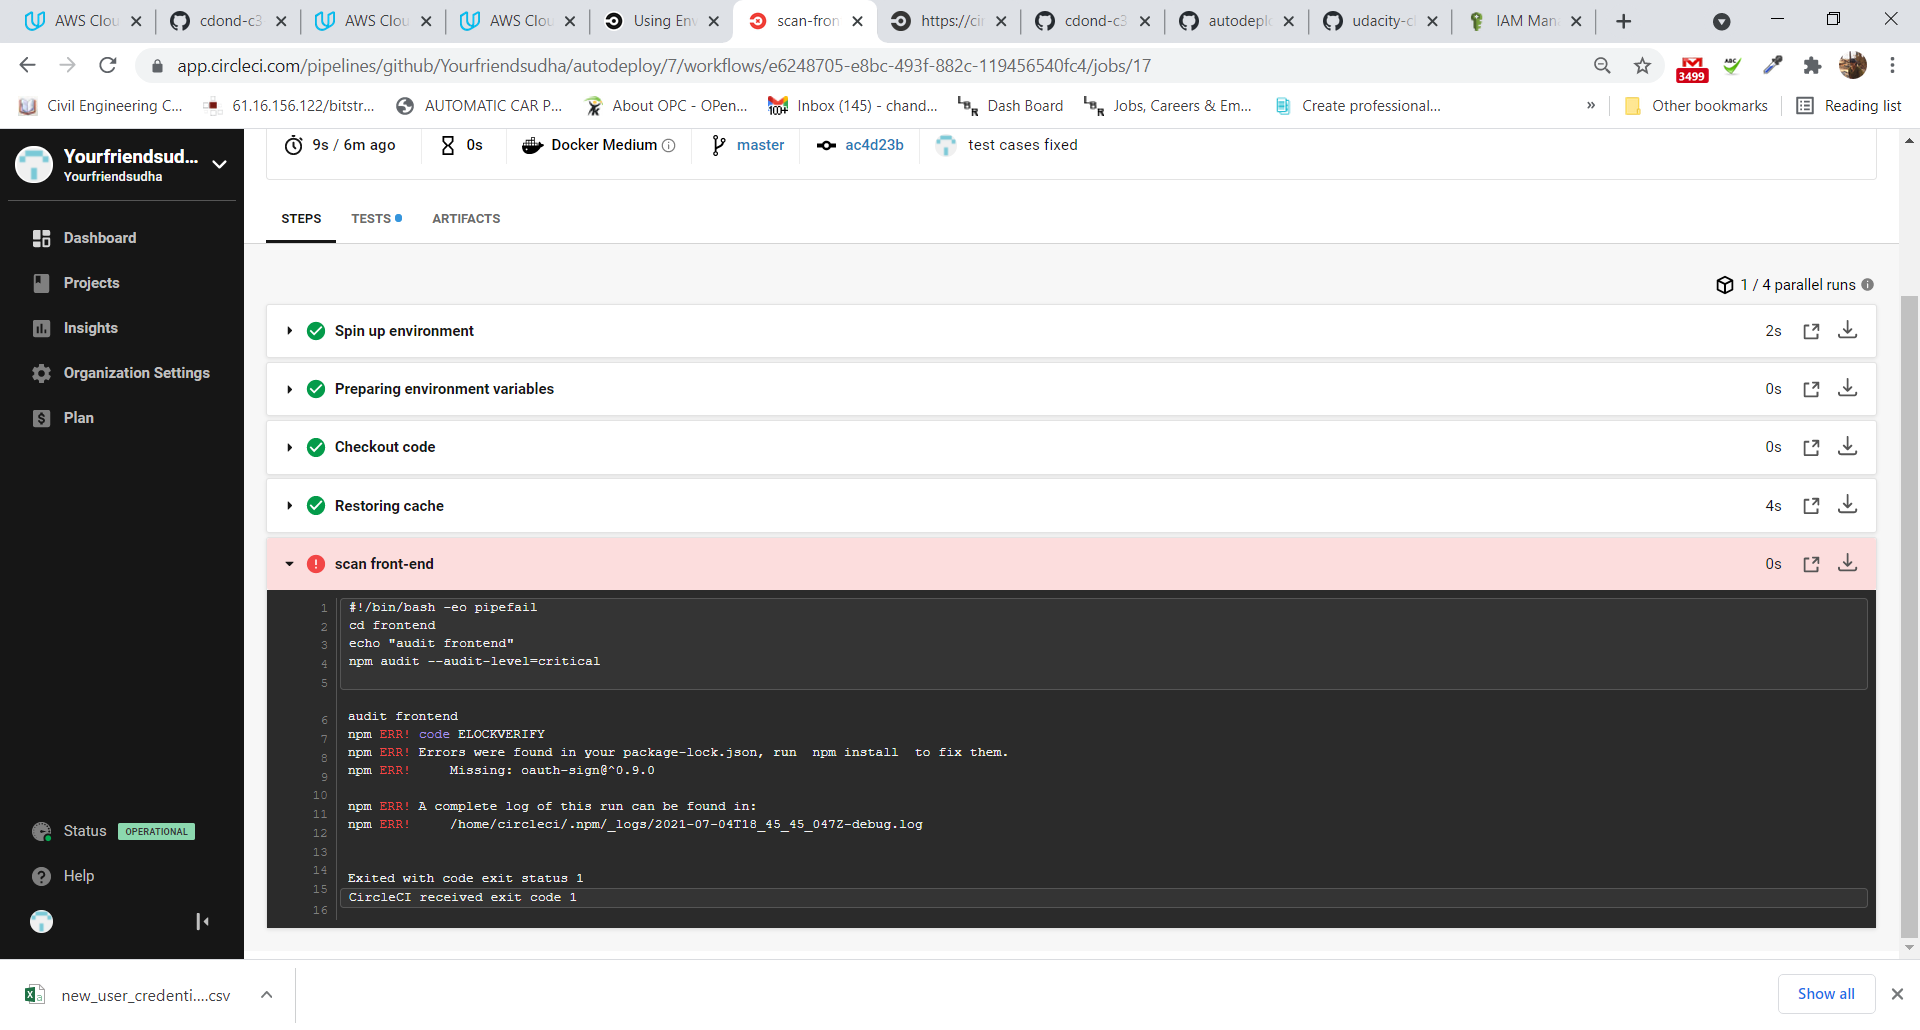 AWS Clou
cdond-c3
AWS Clou
AWS Clou
Using Env
scan-fron
https://cir
cdond-c3
autodeplo
udacity-cl
IAM Man
app.circleci.com/pipelines/github/Yourfriendsudha/autodeploy/7/workflows/e6248705-e8bc-493f-882c-119456540fc4/jobs/17
3499
ABC
Civil Engineering C...
61.16.156.122/bitstr...
AUTOMATIC CAR P...
About OPC - OPen...
100+
Inbox (145) - chand...
Dash Board
Jobs, Careers & Em...
Create professional...
»
Other bookmarks
Reading list
Yourfriendsud...
Yourfriendsudha
Dashboard
Projects
Insights
Organization Settings
Plan
Status OPERATIONAL
Help
9s / 6m ago
0s
Docker Medium
master
ac4d23b
test cases fixed
STEPS
TESTS
ARTIFACTS
1 / 4 parallel runs
Spin up environment 2s
Preparing environment variables 0s
Checkout code 0s
Restoring cache 4s
scan front-end 0s
1 #!/bin/bash -eo pipefail
2 cd frontend
3 echo "audit frontend"
4 npm audit --audit-level=critical
5
6 audit frontend
7 npm ERR! code ELOCKVERIFY
8 npm ERR! Errors were found in your package-lock.json, run  npm install  to fix them.
9 npm ERR!     Missing: oauth-sign@^0.9.0
10
11 npm ERR! A complete log of this run can be found in:
12 npm ERR!     /home/circleci/.npm/_logs/2021-07-04T18_45_45_047Z-debug.log
13
14
15 Exited with code exit status 1
16 CircleCI received exit code 1
new_user_credenti....csv
Show all